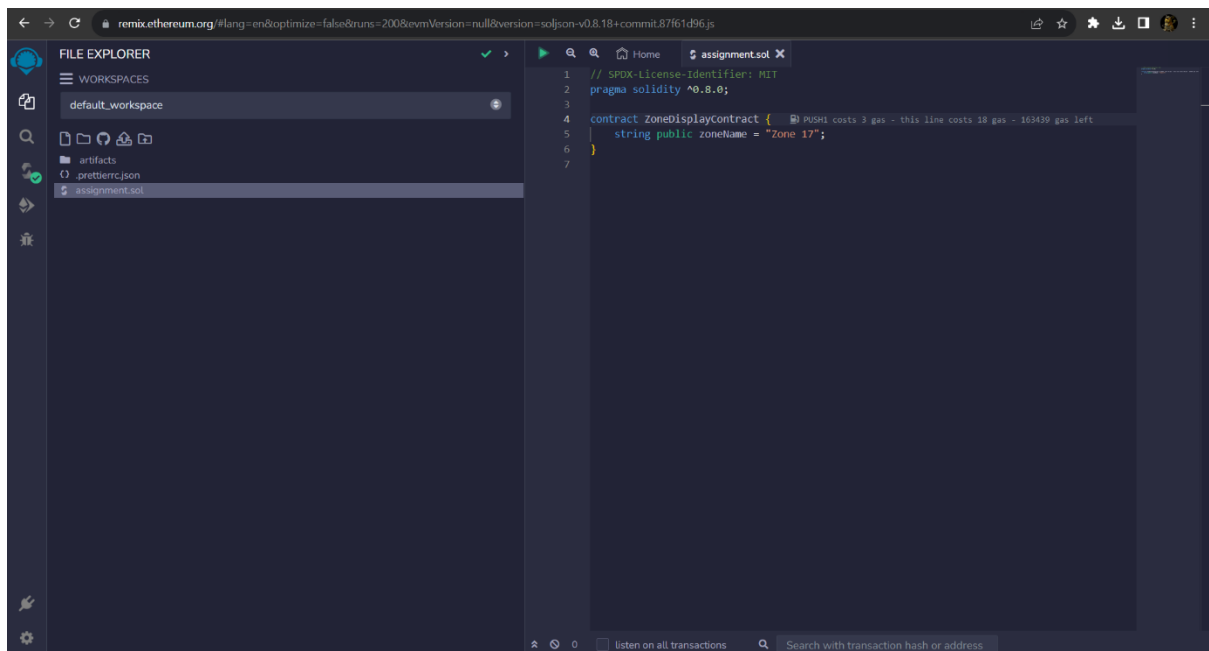 remix.ethereum.org/#lang=en&optimize=false&runs=200&evmVersion=null&version=soljson-v0.8.18+commit.87f61d96.js
FILE EXPLORER
WORKSPACES
default_workspace
artifacts
.prettierrc.json
assignment.sol
Home
assignment.sol
1 // SPDX-License-Identifier: MIT
2 pragma solidity ^0.8.0;
3
4 contract ZoneDisplayContract { PUSH1 costs 3 gas - this line costs 18 gas - 163439 gas left
5 string public zoneName = "Zone 17";
6 }
7
0 listen on all transactions Search with transaction hash or address